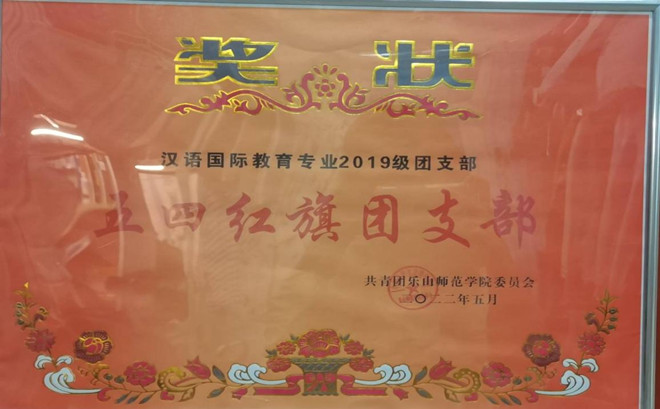 奖状
汉语国际教育专业2019级团支部
五四红旗团支部
共青团乐山师范学院委员会
二〇二二年五月